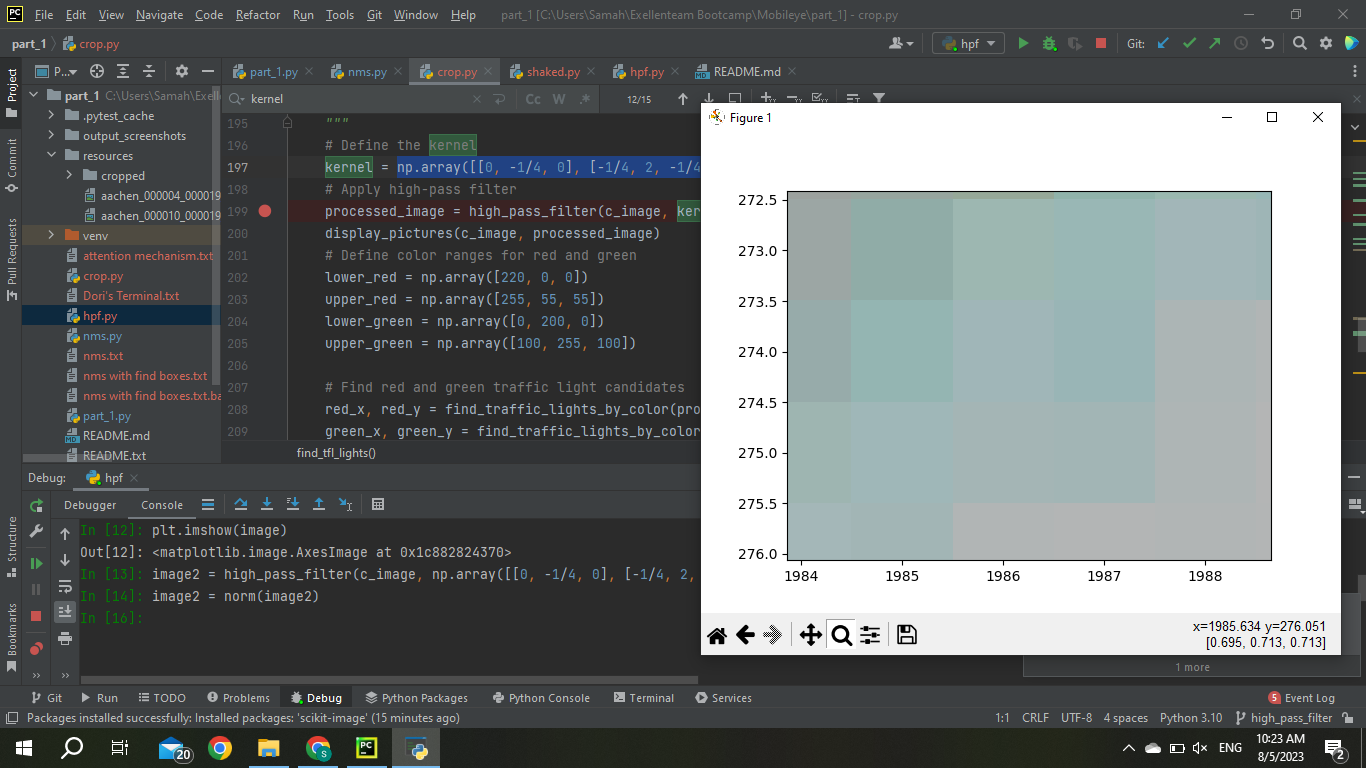 PC File Edit View Navigate Code Refactor Run Tools Git Window Help part_1 [C:\Users\Samah\Exellenteam Bootcamp\Mobileye\part_1] - crop.py
part_1 crop.py hpf Git:
Project P... part_1.py nms.py crop.py shaked.py hpf.py README.md
kernel Cc W .* 12/15
part_1 C:\Users\Samah\Exelle
.pytest_cache
output_screenshots
resources
cropped
aachen_000004_000019
aachen_000010_000019
venv
attention mechanism.txt
crop.py
Dori's Terminal.txt
hpf.py
nms.py
nms.txt
nms with find boxes.txt
nms with find boxes.txt.ba
part_1.py
README.md
README.txt
Commit
Pull Requests
Structure
Bookmarks
195 """
196 # Define the kernel
197 kernel = np.array([[0, -1/4, 0], [-1/4, 2, -1/4
198 # Apply high-pass filter
199 processed_image = high_pass_filter(c_image, ker
200 display_pictures(c_image, processed_image)
201 # Define color ranges for red and green
202 lower_red = np.array([220, 0, 0])
203 upper_red = np.array([255, 55, 55])
204 lower_green = np.array([0, 200, 0])
205 upper_green = np.array([100, 255, 100])
206
207 # Find red and green traffic light candidates
208 red_x, red_y = find_traffic_lights_by_color(pro
209 green_x, green_y = find_traffic_lights_by_color
find_tfl_lights()
Figure 1
272.5
273.0
273.5
274.0
274.5
275.0
275.5
276.0
1984 1985 1986 1987 1988
x=1985.634 y=276.051
[0.695, 0.713, 0.713]
1 more
Debug: hpf
Debugger Console
In [12]: plt.imshow(image)
Out[12]: <matplotlib.image.AxesImage at 0x1c882824370>
In [13]: image2 = high_pass_filter(c_image, np.array([[0, -1/4, 0], [-1/4, 2,
In [14]: image2 = norm(image2)
In [16]:
Git Run TODO Problems Debug Python Packages Python Console Terminal Services 5 Event Log
Packages installed successfully: Installed packages: 'scikit-image' (15 minutes ago) 1:1 CRLF UTF-8 4 spaces Python 3.10 high_pass_filter
20 S PC ENG 10:23 AM
8/5/2023 2